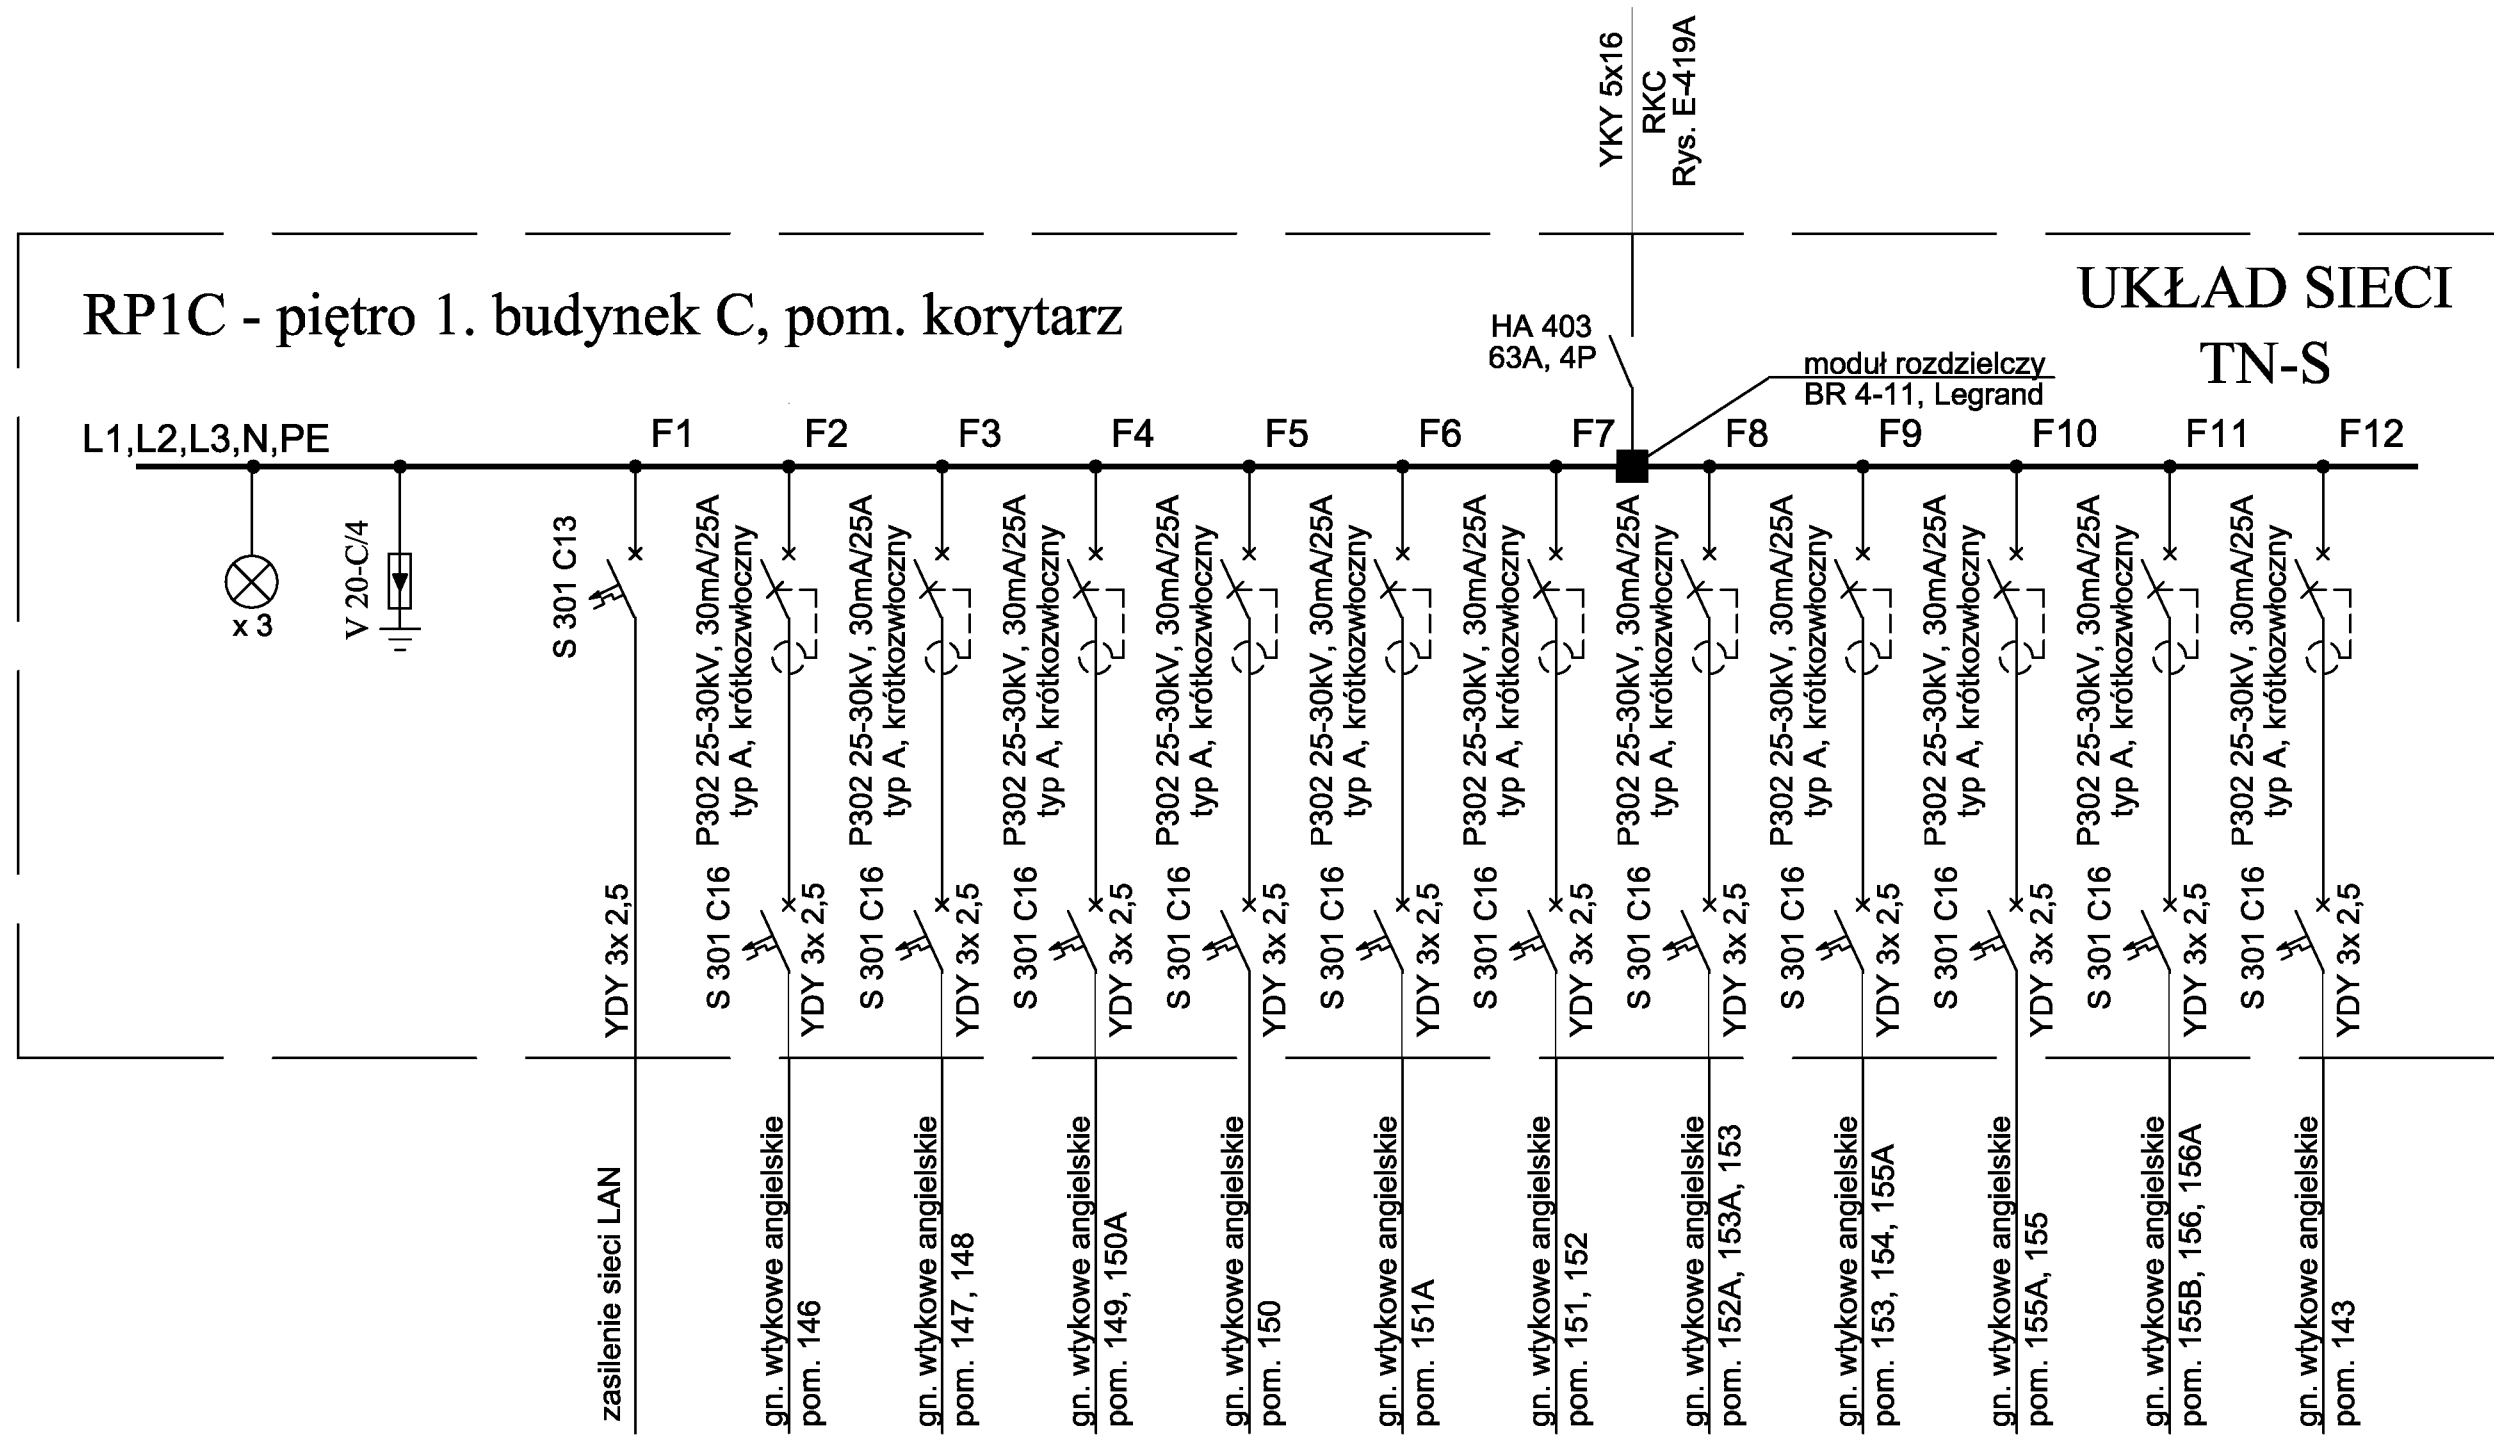 YKY 5x16
RKC
Rys. E-419A
RP1C - piętro 1. budynek C, pom. korytarz
UKŁAD SIECI
TN-S
HA 403
63A, 4P
moduł rozdzielczy
BR 4-11, Legrand
L1,L2,L3,N,PE
F1
F2
F3
F4
F5
F6
F7
F8
F9
F10
F11
F12
x 3
V 20-C/4
S 301 C13
YDY 3x 2,5
zasilenie sieci LAN
P302 25-30kV, 30mA/25A
typ A, krótkozwłoczny
S 301 C16
YDY 3x 2,5
gn. wtykowe angielskie
pom. 146
P302 25-30kV, 30mA/25A
typ A, krótkozwłoczny
S 301 C16
YDY 3x 2,5
gn. wtykowe angielskie
pom. 147, 148
P302 25-30kV, 30mA/25A
typ A, krótkozwłoczny
S 301 C16
YDY 3x 2,5
gn. wtykowe angielskie
pom. 149, 150A
P302 25-30kV, 30mA/25A
typ A, krótkozwłoczny
S 301 C16
YDY 3x 2,5
gn. wtykowe angielskie
pom. 150
P302 25-30kV, 30mA/25A
typ A, krótkozwłoczny
S 301 C16
YDY 3x 2,5
gn. wtykowe angielskie
pom. 151A
P302 25-30kV, 30mA/25A
typ A, krótkozwłoczny
S 301 C16
YDY 3x 2,5
gn. wtykowe angielskie
pom. 151, 152
P302 25-30kV, 30mA/25A
typ A, krótkozwłoczny
S 301 C16
YDY 3x 2,5
gn. wtykowe angielskie
pom. 152A, 153A, 153
P302 25-30kV, 30mA/25A
typ A, krótkozwłoczny
S 301 C16
YDY 3x 2,5
gn. wtykowe angielskie
pom. 153, 154, 155A
P302 25-30kV, 30mA/25A
typ A, krótkozwłoczny
S 301 C16
YDY 3x 2,5
gn. wtykowe angielskie
pom. 155A, 155
P302 25-30kV, 30mA/25A
typ A, krótkozwłoczny
S 301 C16
YDY 3x 2,5
gn. wtykowe angielskie
pom. 155B, 156, 156A
P302 25-30kV, 30mA/25A
typ A, krótkozwłoczny
S 301 C16
YDY 3x 2,5
gn. wtykowe angielskie
pom. 143